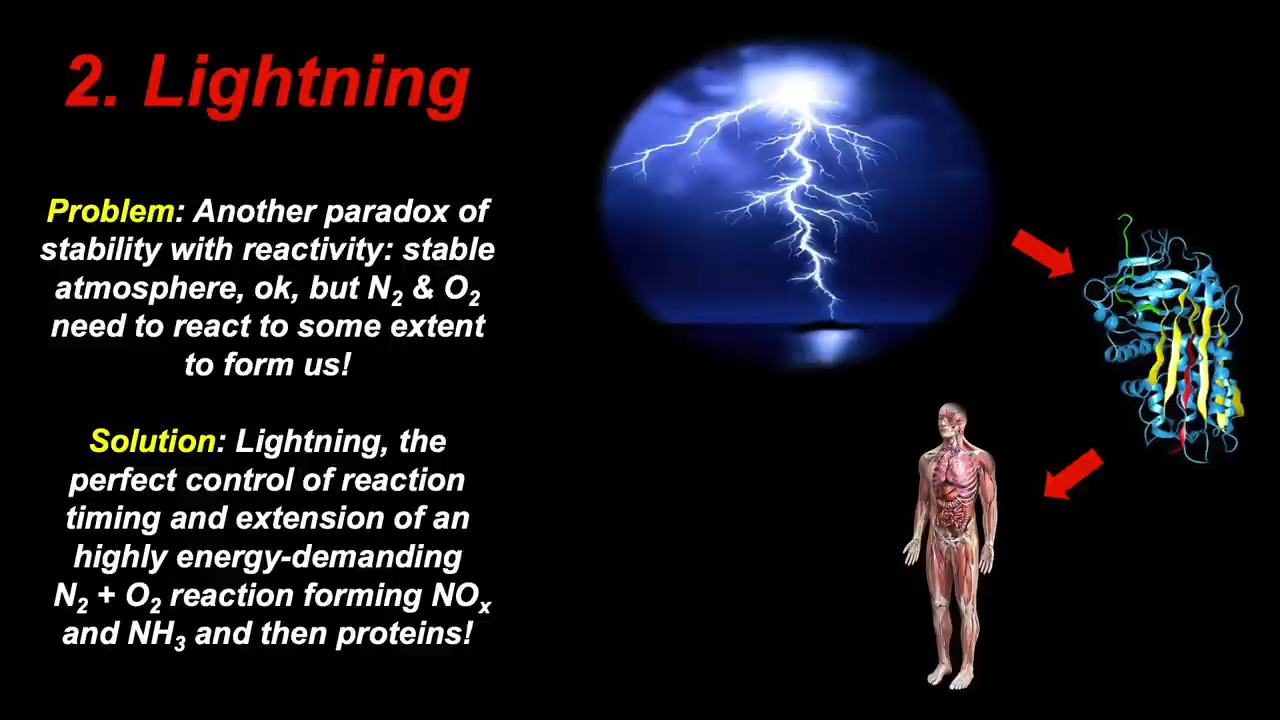 2. Lightning
Problem: Another paradox of
stability with reactivity: stable
atmosphere, ok, but N₂ & O₂
need to react to some extent
to form us!
Solution: Lightning, the
perfect control of reaction
timing and extension of an
highly energy-demanding
N₂ + O₂ reaction forming NOₓ
and NH₃ and then proteins!